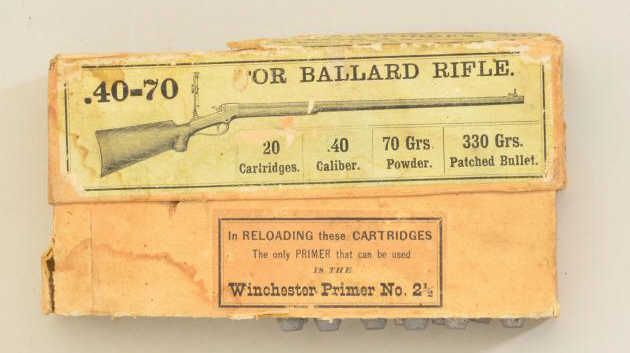 .40-70 FOR BALLARD RIFLE.
20 .40 70 Grs 330 Grs.
Cartridges. Caliber. Powder. Patched Bullet.
In RELOADING these CARTRIDGES
The only PRIMER that can be used
IS THE
Winchester Primer No. 2½